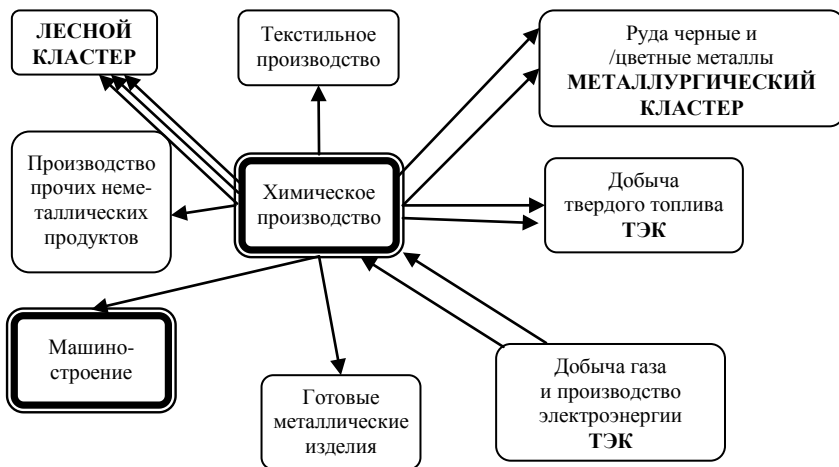 ЛЕСНОЙ
КЛАСТЕР
Текстильное
производство
Руда черные и
/цветные металлы
МЕТАЛЛУРГИЧЕСКИЙ
КЛАСТЕР
Производство
прочих неме-
таллических
продуктов
Химическое
производство
Добыча
твердого топлива
ТЭК
Машино-
строение
Готовые
металлические
изделия
Добыча газа
и производство
электроэнергии
ТЭК